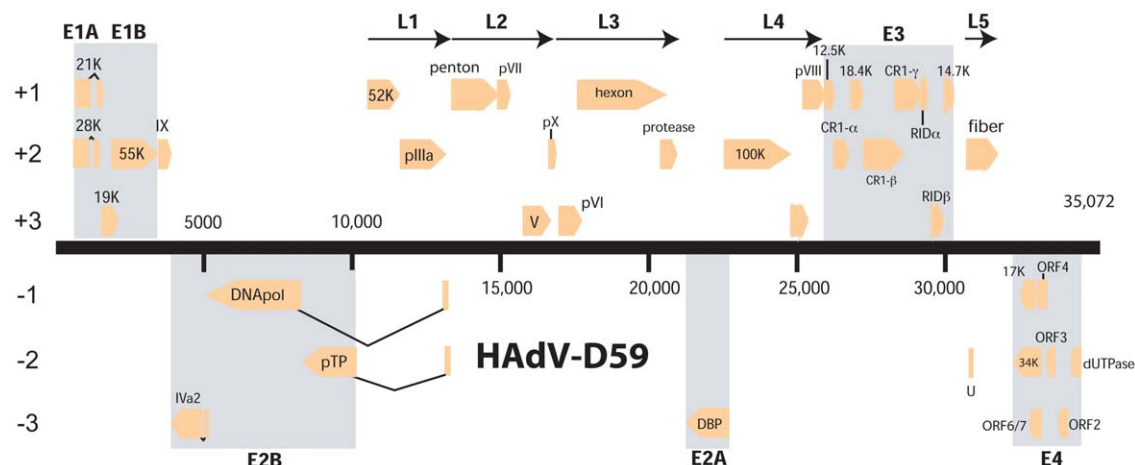 E1A E1B L1 L2 L3 L4 E3 L5
21K penton pVII pVIII 12.5K 18.4K CR1-γ 14.7K
+1 52K hexon
28K IX pX protease CR1-α RIDα fiber
+2 55K pIIIa 100K CR1-β
19K pVI RIDβ 35,072
+3 5000 10,000 V
15,000 20,000 25,000 30,000 17K ORF4
-1 DNApol
ORF3
-2 pTP HAdV-D59 34K dUTPase
U
IVa2
-3 DBP ORF6/7 ORF2
E2B E2A E4